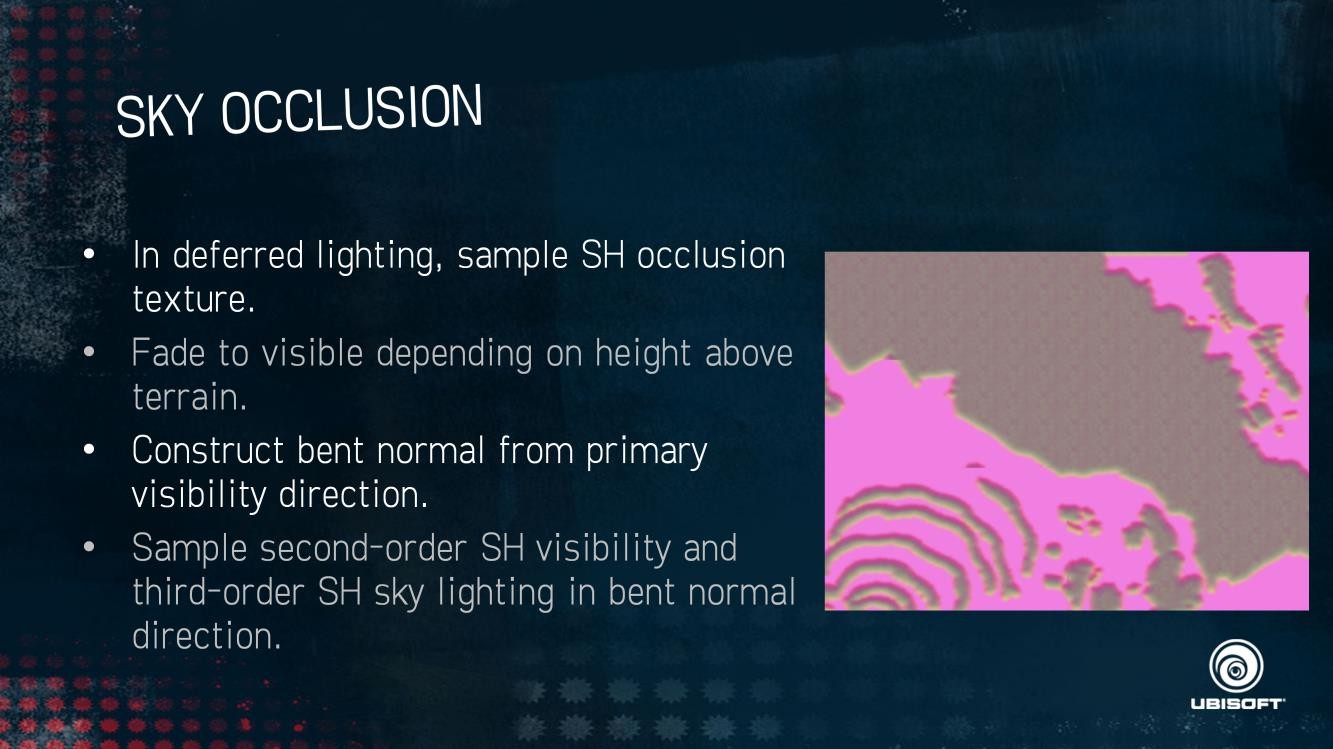 SKY OCCLUSION
• In deferred lighting, sample SH occlusion
texture.
• Fade to visible depending on height above
terrain.
• Construct bent normal from primary
visibility direction.
• Sample second-order SH visibility and
third-order SH sky lighting in bent normal
direction.
UBISOFT